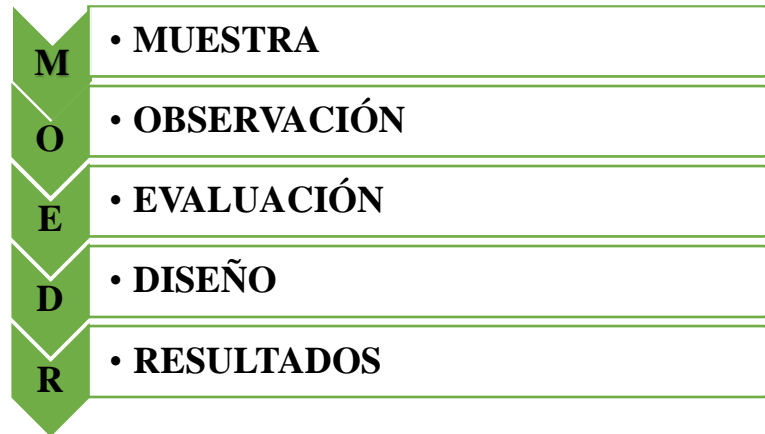 M
• MUESTRA
O
• OBSERVACIÓN
E
• EVALUACIÓN
D
• DISEÑO
R
• RESULTADOS